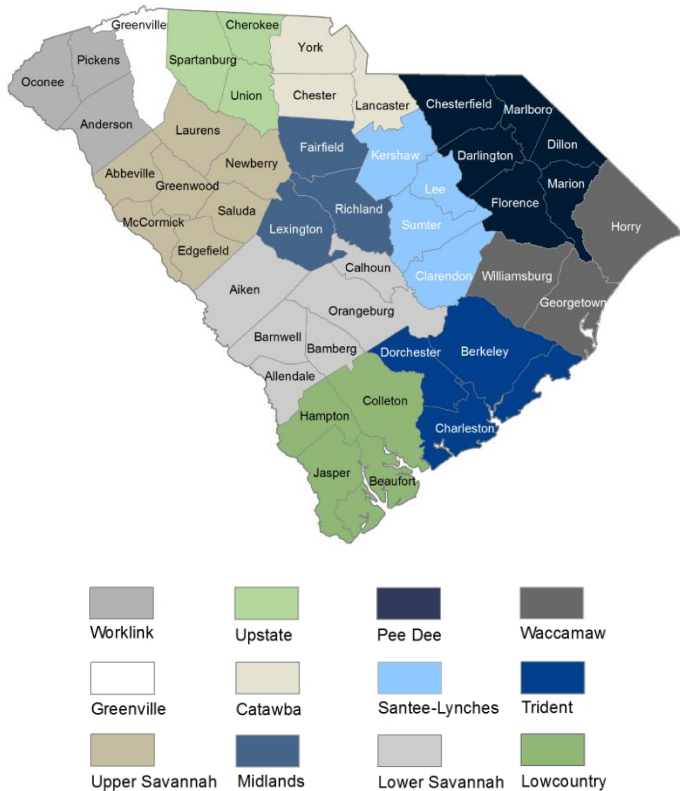 Greenville
Cherokee
York
Pickens
Spartanburg
Oconee
Union
Chester
Lancaster
Chesterfield
Marlboro
Anderson
Laurens
Fairfield
Kershaw
Darlington
Dillon
Abbeville
Newberry
Greenwood
Lee
Marion
Florence
McCormick
Saluda
Richland
Sumter
Horry
Lexington
Edgefield
Calhoun
Clarendon
Williamsburg
Aiken
Orangeburg
Georgetown
Barnwell
Bamberg
Dorchester
Berkeley
Allendale
Colleton
Hampton
Charleston
Jasper
Beaufort
Worklink
Upstate
Pee Dee
Waccamaw
Greenville
Catawba
Santee-Lynches
Trident
Upper Savannah
Midlands
Lower Savannah
Lowcountry